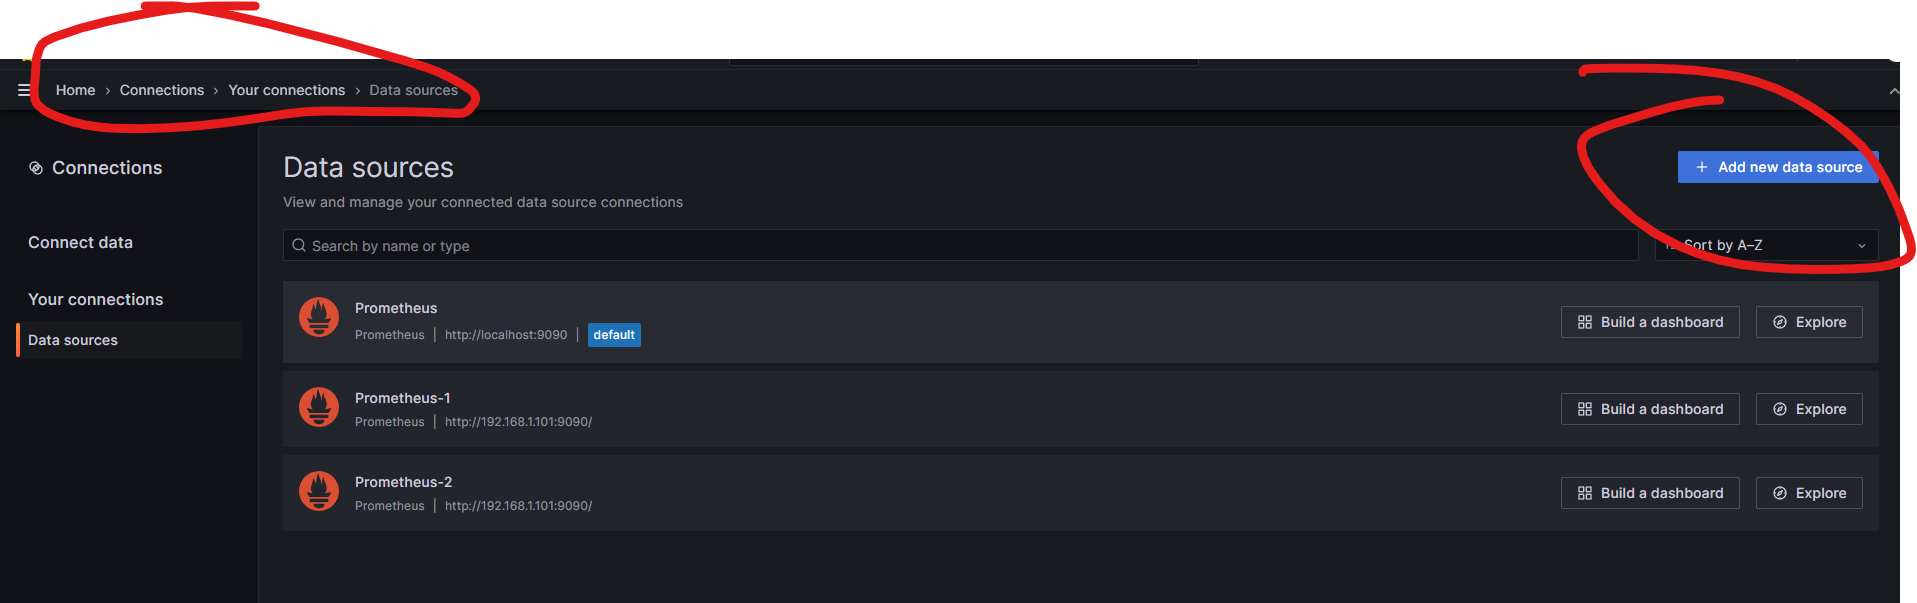 Home › Connections › Your connections › Data sources
Connections
Connect data
Your connections
Data sources
Data sources
View and manage your connected data source connections
+ Add new data source
Search by name or type
Sort by A–Z
Prometheus
Prometheus | http://localhost:9090 | default
Build a dashboard
Explore
Prometheus-1
Prometheus | http://192.168.1.101:9090/
Build a dashboard
Explore
Prometheus-2
Prometheus | http://192.168.1.101:9090/
Build a dashboard
Explore